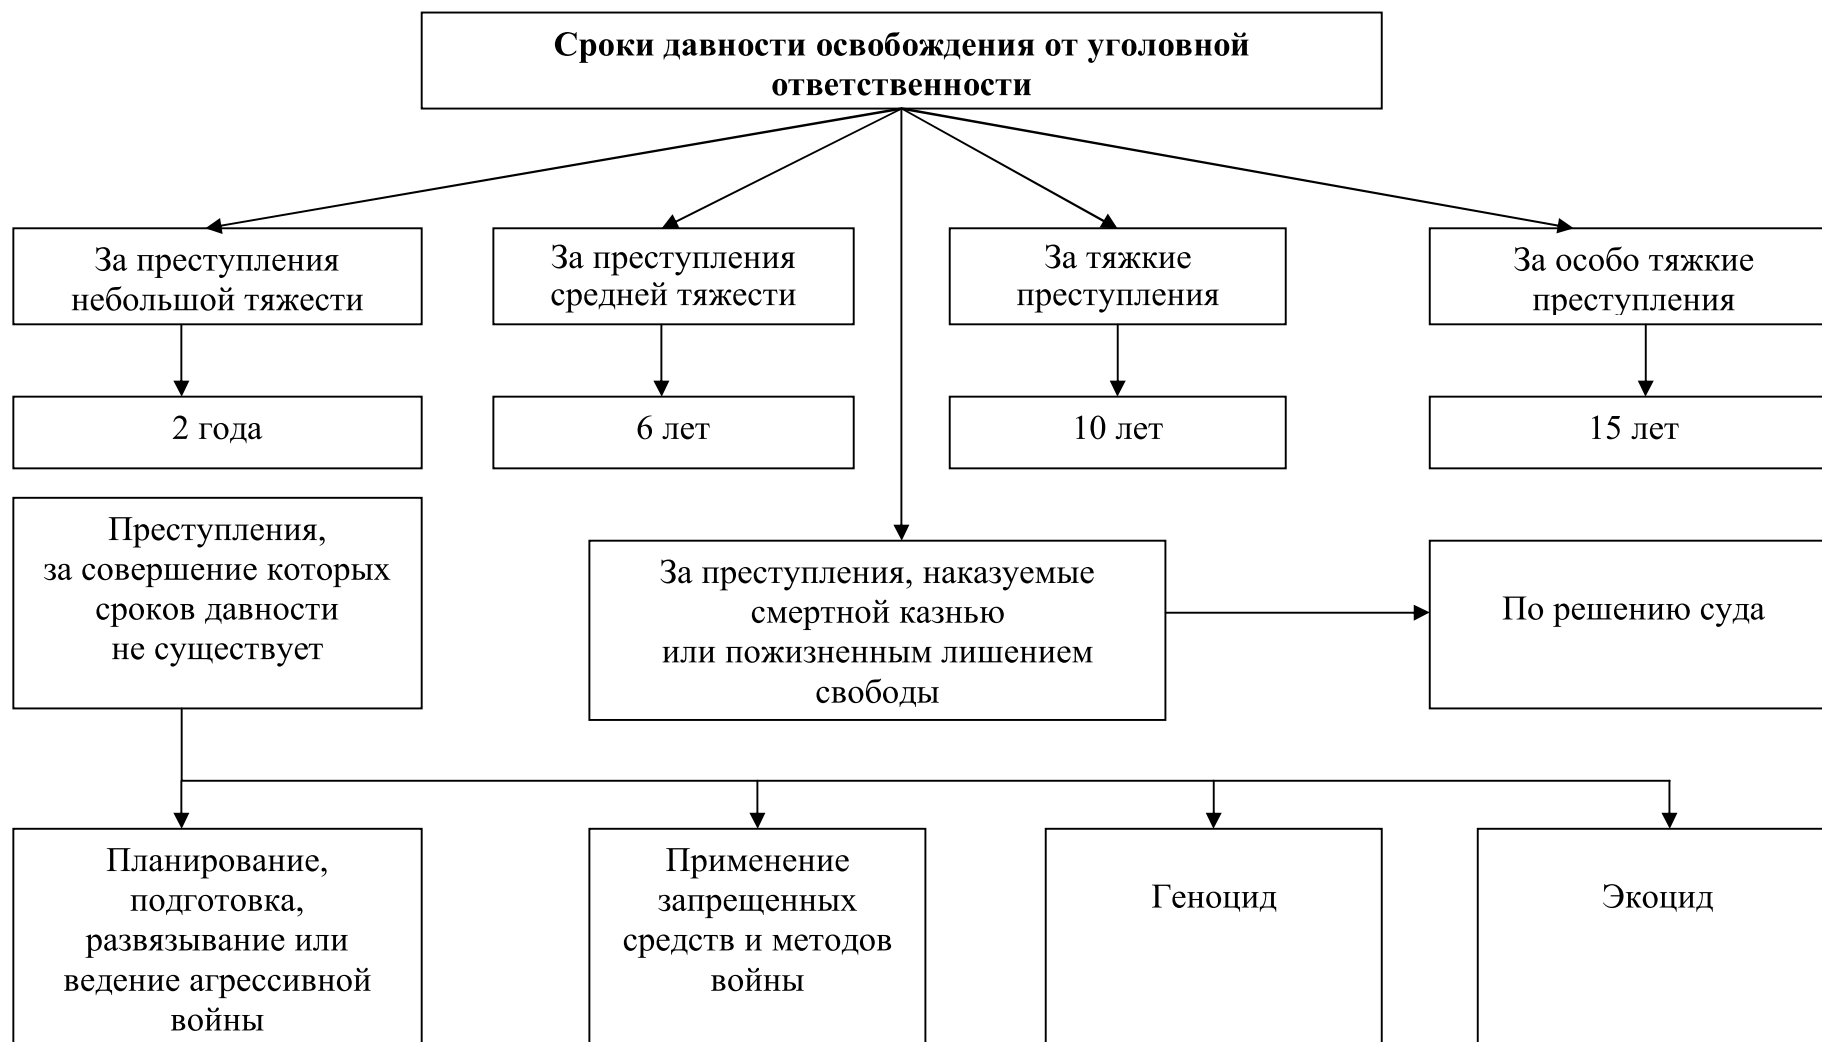 Сроки давности освобождения от уголовной
ответственности
За преступления
небольшой тяжести
За преступления
средней тяжести
За тяжкие
преступления
За особо тяжкие
преступления
2 года
6 лет
10 лет
15 лет
Преступления,
за совершение которых
сроков давности
не существует
За преступления, наказуемые
смертной казнью
или пожизненным лишением
свободы
По решению суда
Планирование,
подготовка,
развязывание или
ведение агрессивной
войны
Применение
запрещенных
средств и методов
войны
Геноцид
Экоцид